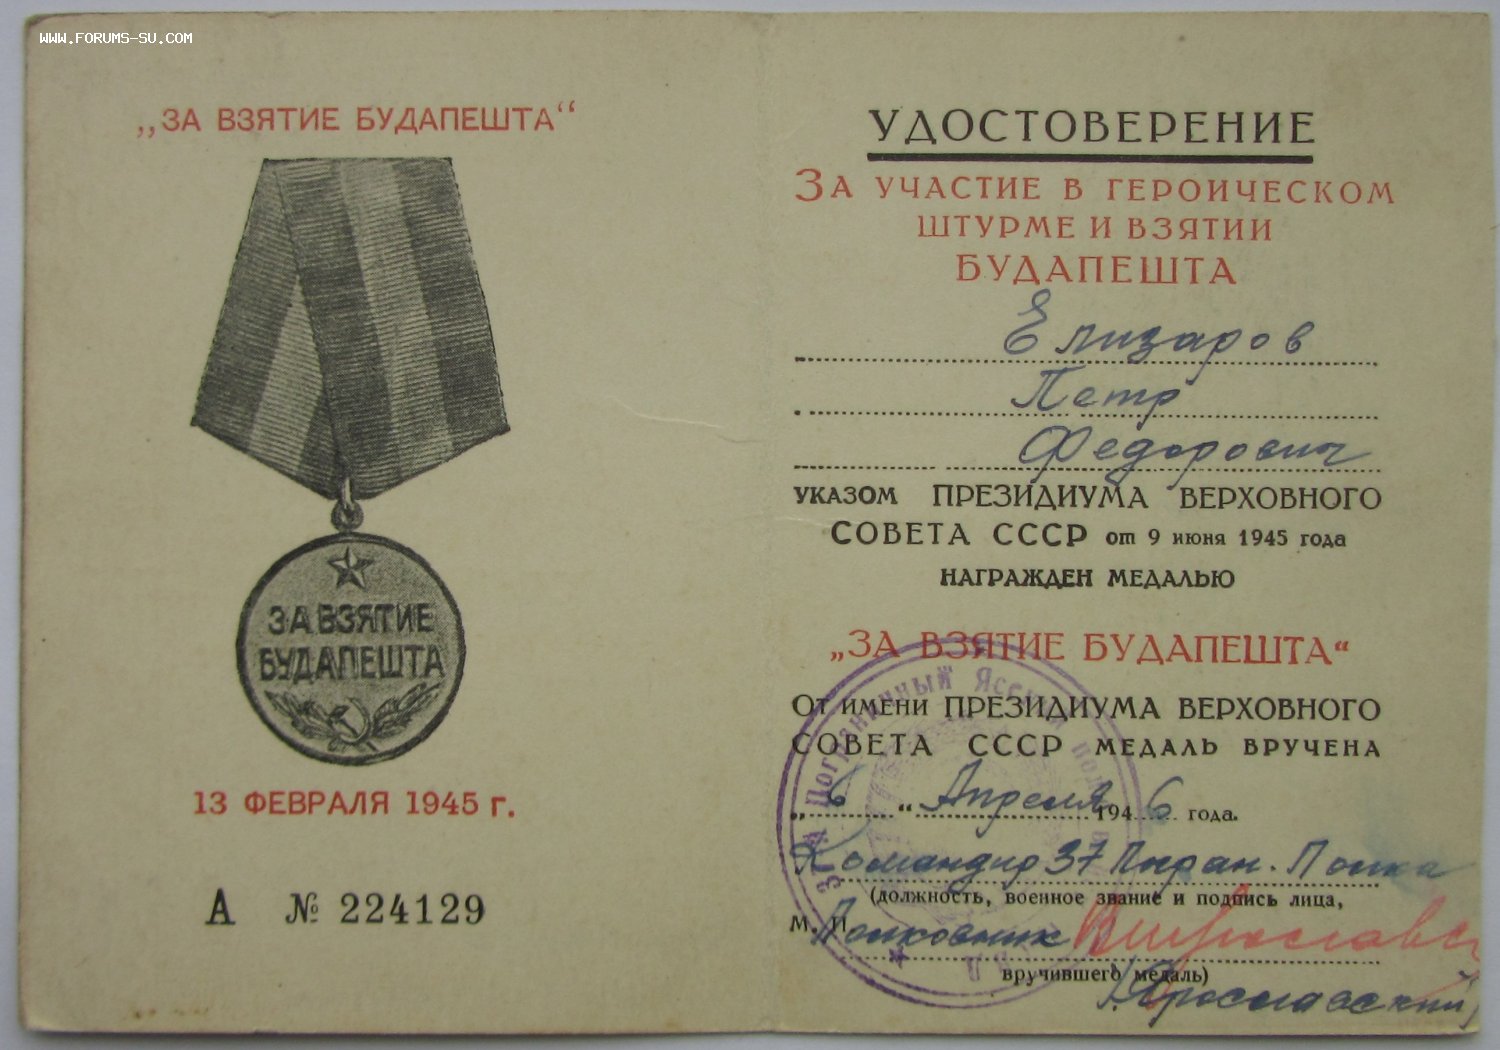 WWW.FORUMS-SU.COM
„ЗА ВЗЯТИЕ БУДАПЕШТА“
ЗА ВЗЯТИЕ
БУДАПЕШТА
13 ФЕВРАЛЯ 1945 г.
А № 224129
УДОСТОВЕРЕНИЕ
ЗА УЧАСТИЕ В ГЕРОИЧЕСКОМ
ШТУРМЕ И ВЗЯТИИ
БУДАПЕШТА
Елизаров
Петр
Федорович
УКАЗОМ ПРЕЗИДИУМА ВЕРХОВНОГО
СОВЕТА СССР от 9 июня 1945 года
НАГРАЖДЕН МЕДАЛЬЮ
„ЗА ВЗЯТИЕ БУДАПЕШТА“
ОТ ИМЕНИ ПРЕЗИДИУМА ВЕРХОВНОГО
СОВЕТА СССР МЕДАЛЬ ВРУЧЕНА
„6“ Апреля 1946 года.
Командир 37 Погран. Полка
(должность, военное звание и подпись лица,
М. П. Полковник
вручившего медаль)
Ярославский)
37й Пограничный